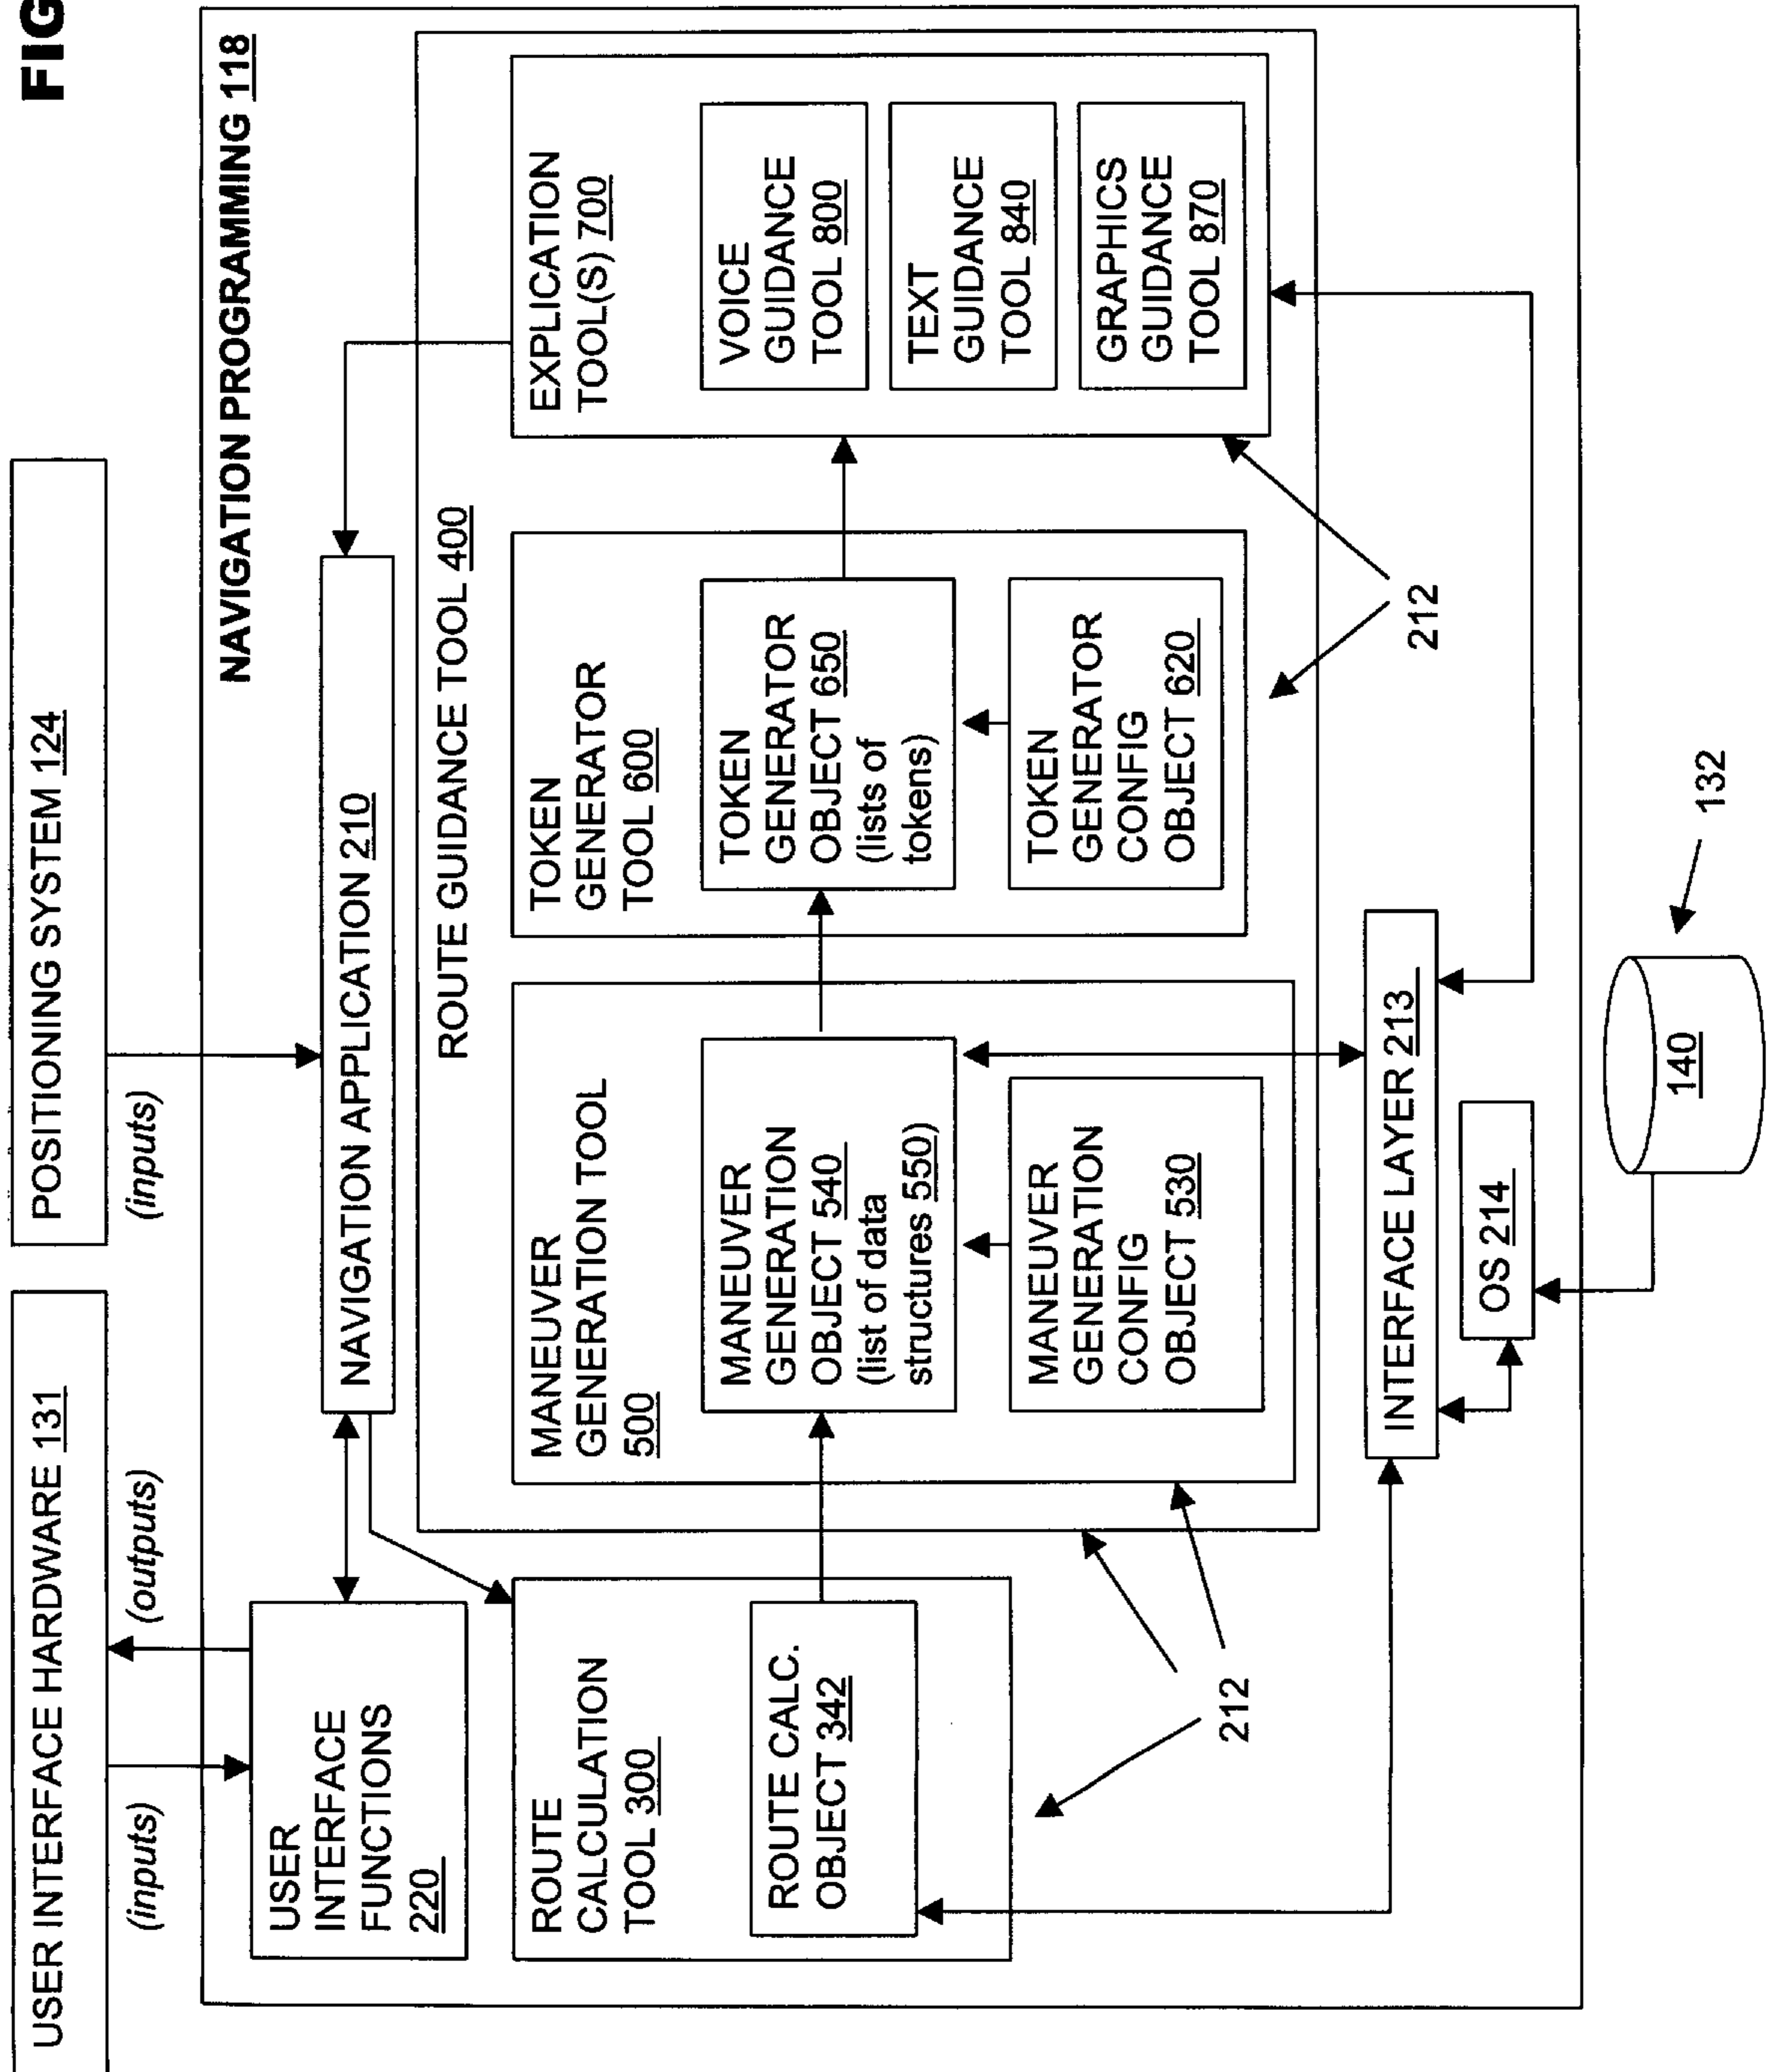 FIG
USER INTERFACE HARDWARE 131
POSITIONING SYSTEM 124
(inputs)
(outputs)
(inputs)
NAVIGATION PROGRAMMING 118
USER
INTERFACE
FUNCTIONS
220
NAVIGATION APPLICATION 210
ROUTE GUIDANCE TOOL 400
ROUTE
CALCULATION
TOOL 300
ROUTE CALC.
OBJECT 342
MANEUVER
GENERATION TOOL
500
MANEUVER
GENERATION
OBJECT 540
(list of data
structures 550)
MANEUVER
GENERATION
CONFIG
OBJECT 530
TOKEN
GENERATOR
TOOL 600
TOKEN
GENERATOR
OBJECT 650
(lists of
tokens)
TOKEN
GENERATOR
CONFIG
OBJECT 620
EXPLICATION
TOOL(S) 700
VOICE
GUIDANCE
TOOL 800
TEXT
GUIDANCE
TOOL 840
GRAPHICS
GUIDANCE
TOOL 870
212
212
INTERFACE LAYER 213
OS 214
140
132